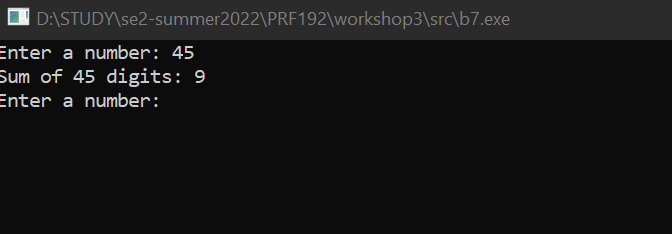 D:\STUDY\se2-summer2022\PRF192\workshop3\src\b7.exe
Enter a number: 45
Sum of 45 digits: 9
Enter a number: